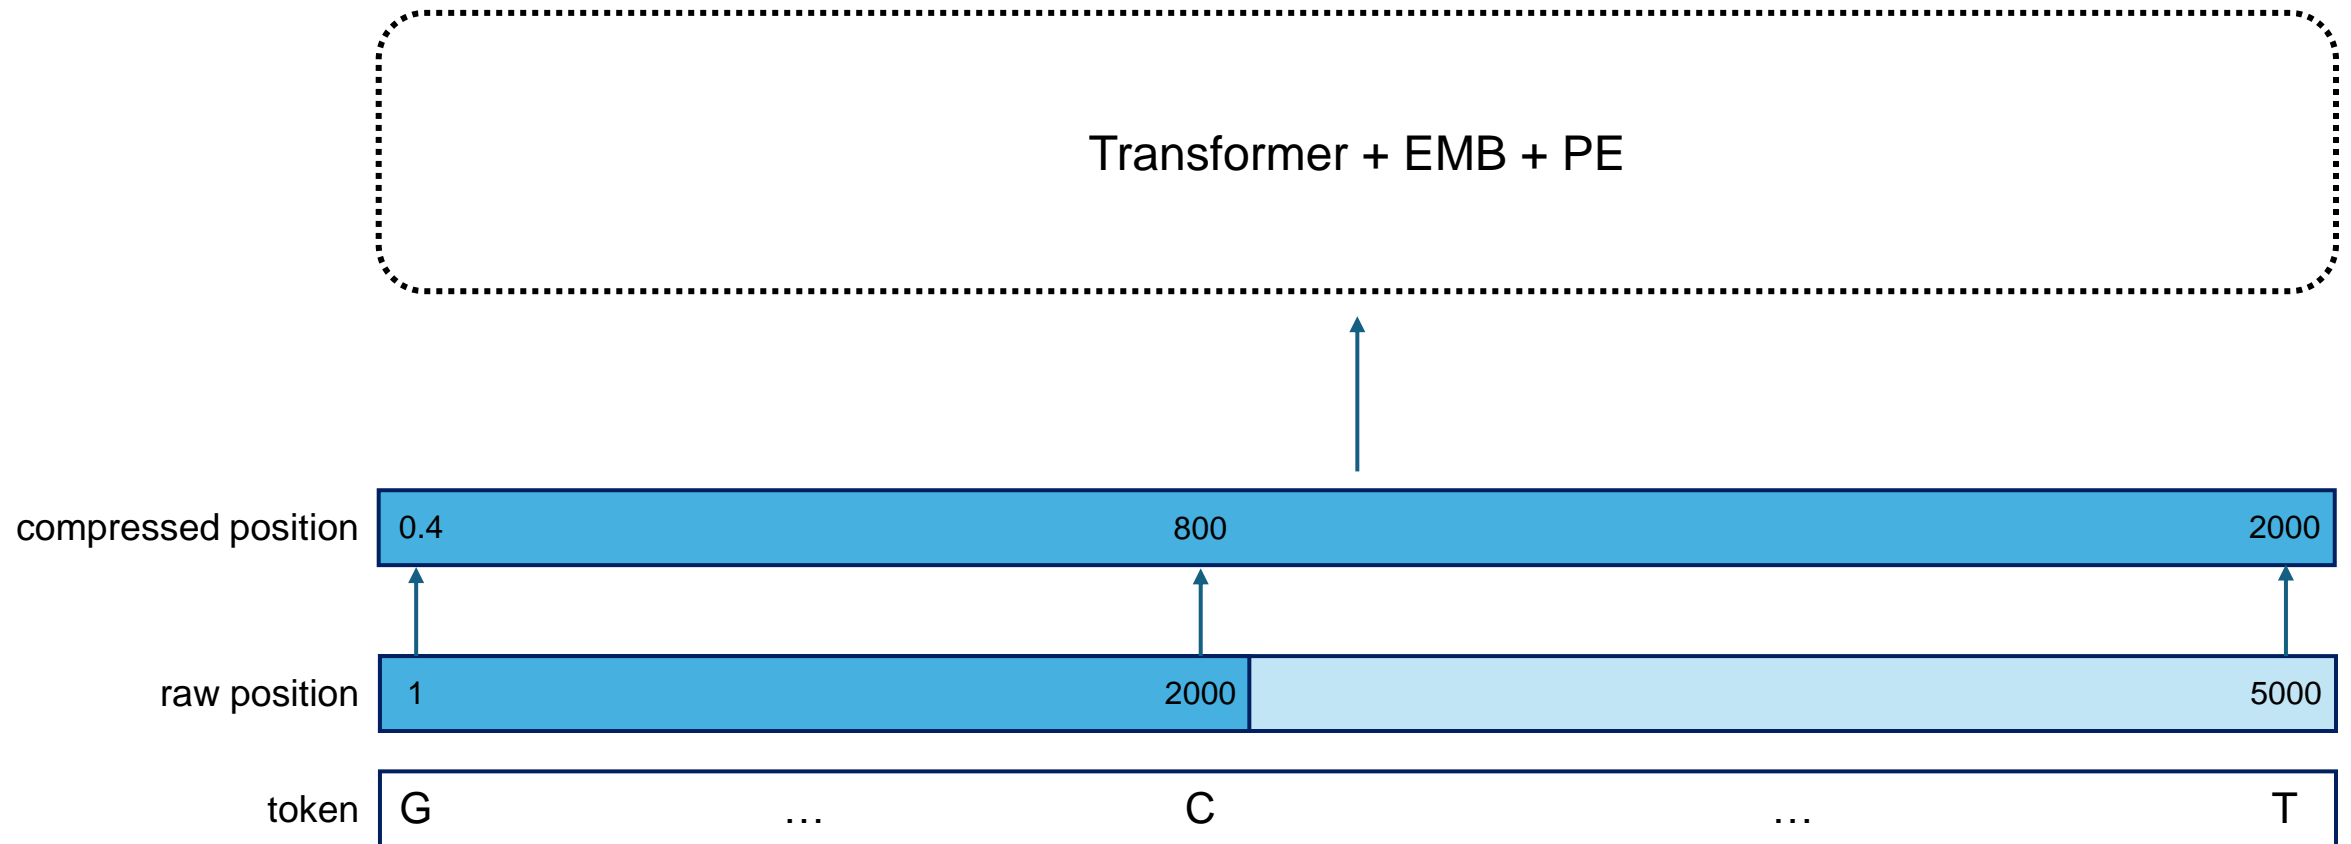 Transformer + EMB + PE
compressed position 0.4 800 2000
raw position 1 2000 5000
token G ... C ... T